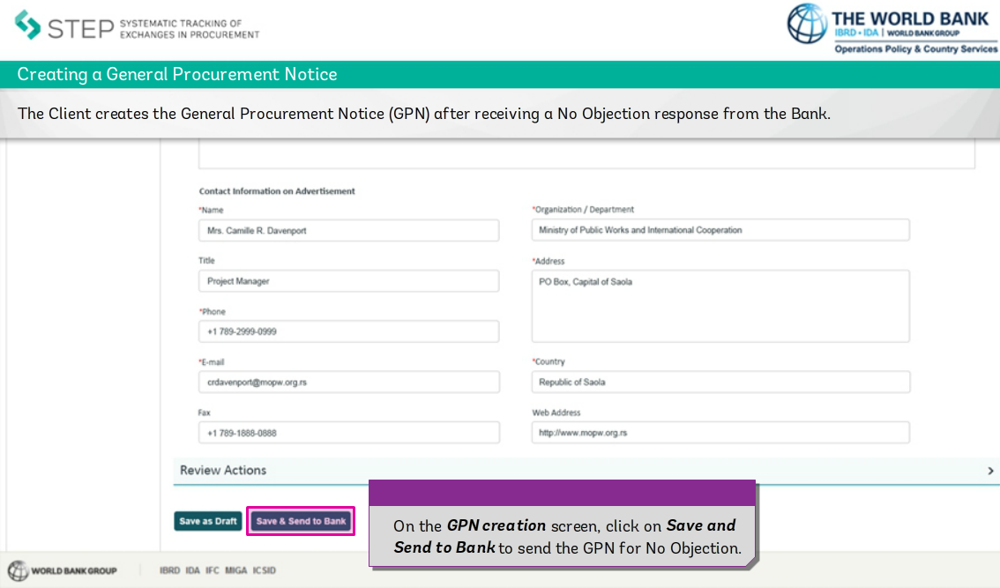 STEP SYSTEMATIC TRACKING OF
EXCHANGES IN PROCUREMENT
THE WORLD BANK
IBRD • IDA | WORLD BANK GROUP
Operations Policy & Country Services
Creating a General Procurement Notice
The Client creates the General Procurement Notice (GPN) after receiving a No Objection response from the Bank.
Contact Information on Advertisement
*Name
Mrs. Camille R. Davenport
*Organization / Department
Ministry of Public Works and International Cooperation
Title
Project Manager
*Address
PO Box, Capital of Saola
*Phone
+1 789-2999-0999
*E-mail
crdavenport@mopw.org.rs
*Country
Republic of Saola
Fax
+1 789-1888-0888
Web Address
http://www.mopw.org.rs
Review Actions
Save as Draft
Save & Send to Bank
On the GPN creation screen, click on Save and
Send to Bank to send the GPN for No Objection.
WORLD BANK GROUP
IBRD IDA IFC MIGA ICSID